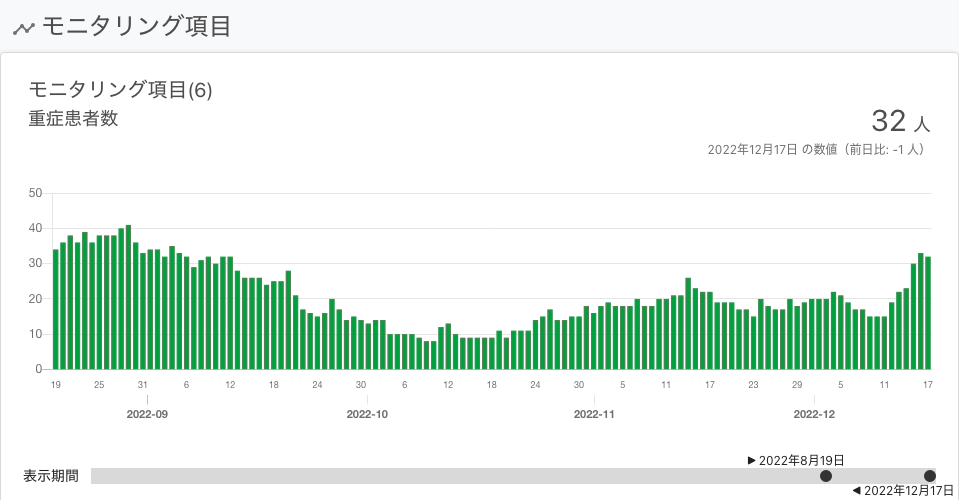 モニタリング項目
モニタリング項目(6)
重症患者数
32 人
2022年12月17日 の数値（前日比: -1 人）
50
40
30
20
10
0
19 25 31 6 12 18 24 30 6 12 18 24 30 5 11 17 23 29 5 11 17
2022-09 2022-10 2022-11 2022-12
▶ 2022年8月19日
表示期間
◀ 2022年12月17日